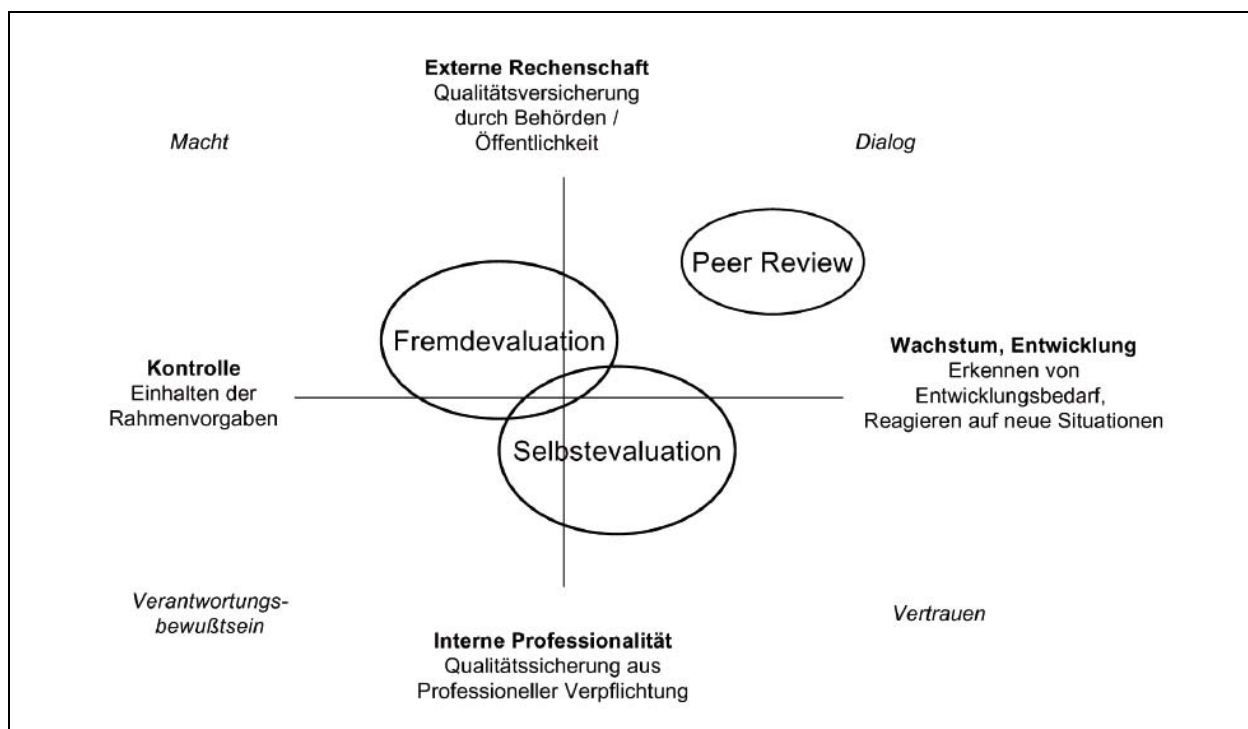 Externe Rechenschaft
Qualitätsversicherung
durch Behörden /
Öffentlichkeit
Macht
Dialog
Peer Review
Fremdevaluation
Kontrolle
Einhalten der
Rahmenvorgaben
Wachstum, Entwicklung
Erkennen von
Entwicklungsbedarf,
Reagieren auf neue Situationen
Selbstevaluation
Verantwortungs-
bewußtsein
Vertrauen
Interne Professionalität
Qualitätssicherung aus
Professioneller Verpflichtung